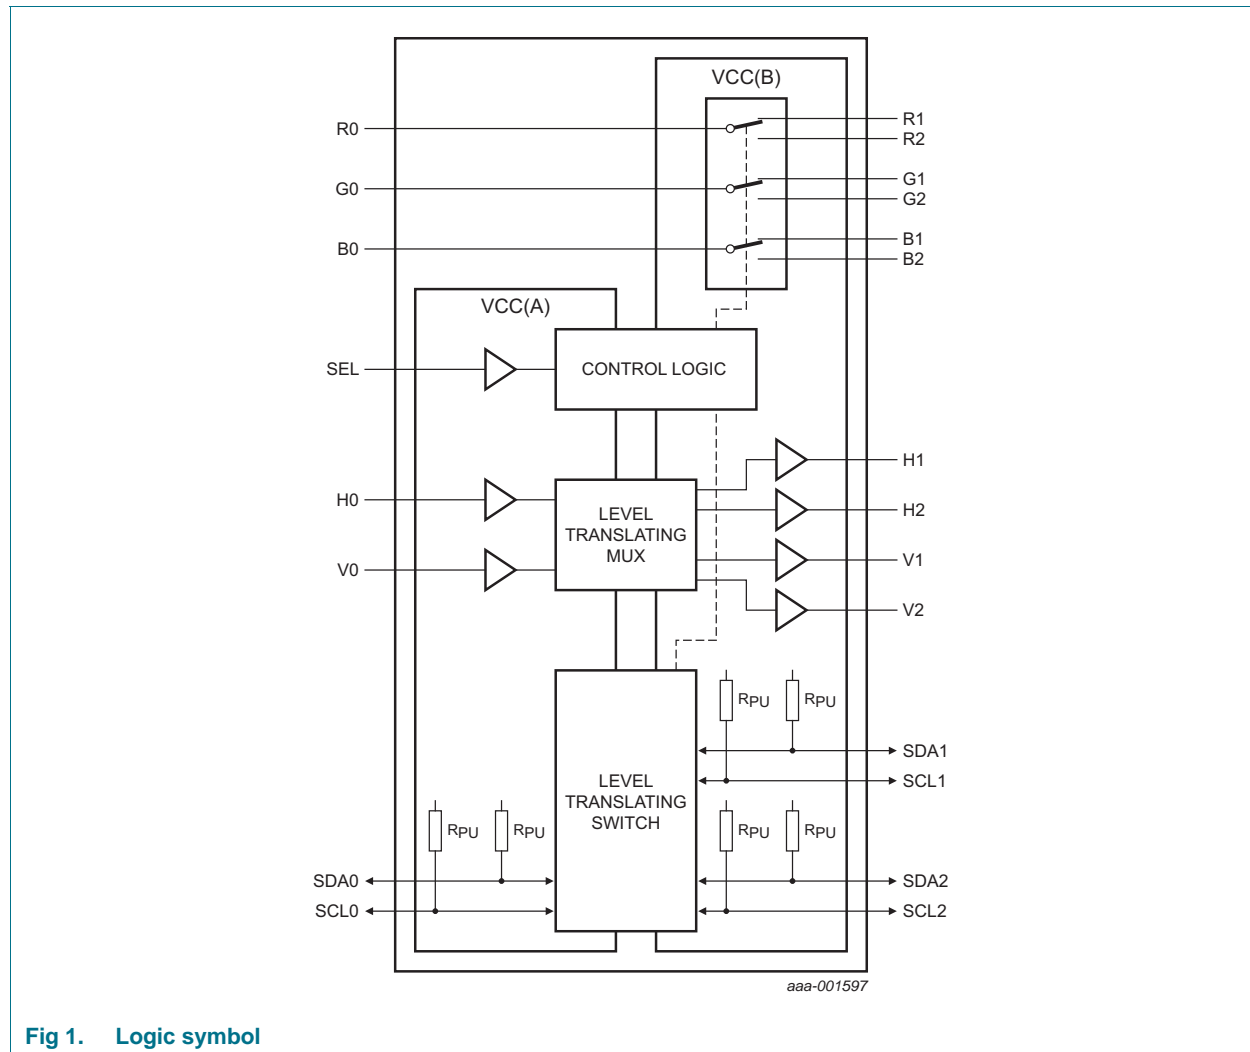 VCC(B)
R0
R1
R2
G0
G1
G2
B0
B1
B2
VCC(A)
SEL
CONTROL LOGIC
H0
V0
LEVEL
TRANSLATING
MUX
H1
H2
V1
V2
RPU
RPU
SDA1
SCL1
LEVEL
TRANSLATING
SWITCH
RPU
RPU
RPU
RPU
SDA0
SCL0
SDA2
SCL2
aaa-001597
Fig 1. Logic symbol